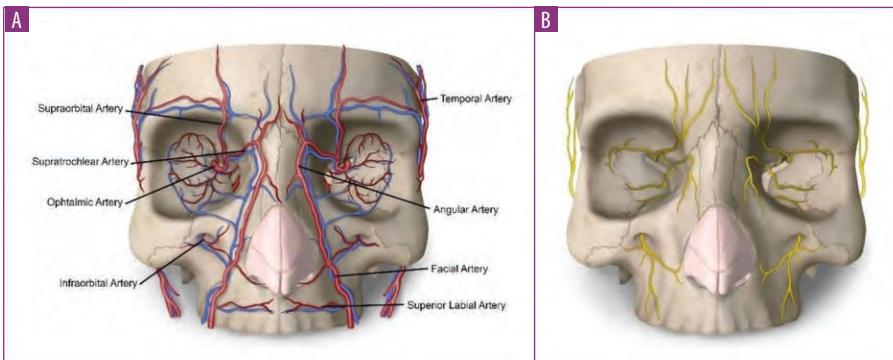 A
B
Supraorbital Artery
Temporal Artery
Supratrochlear Artery
Ophtalmic Artery
Angular Artery
Infraorbital Artery
Facial Artery
Superior Labial Artery